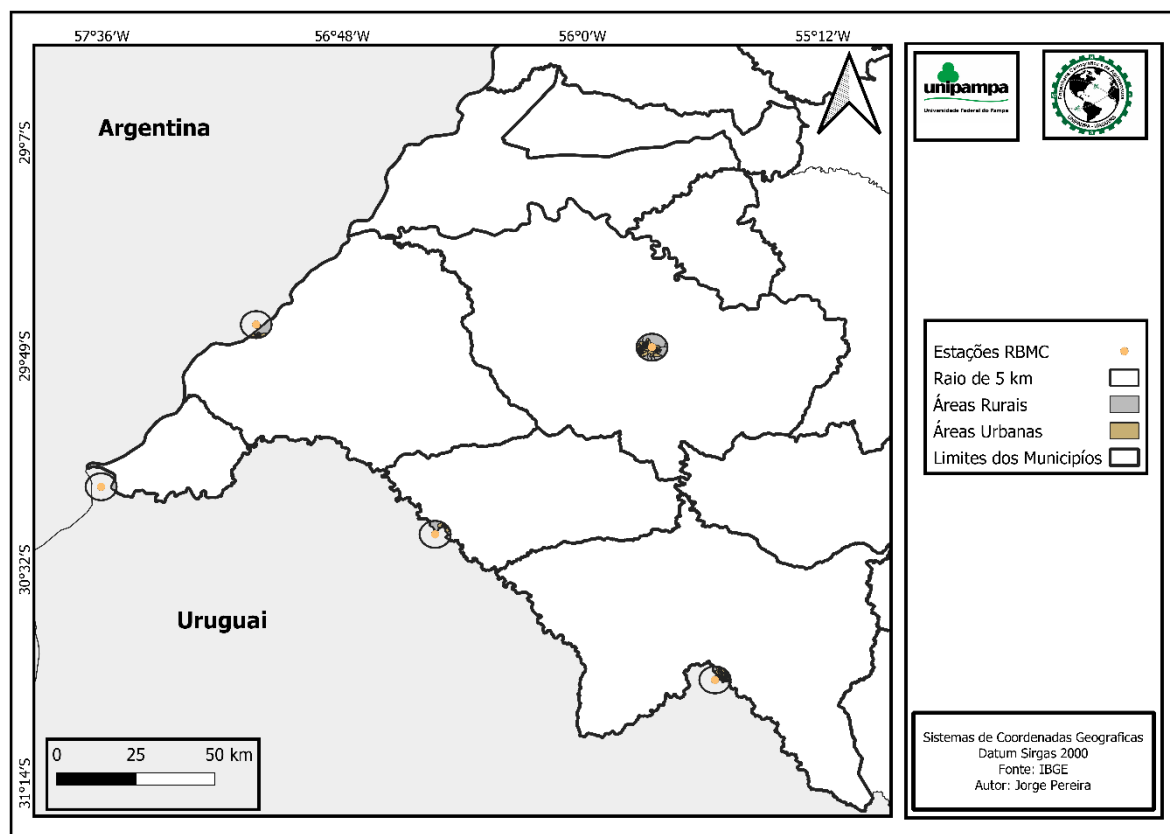 57°36'W 56°48'W 56°0'W 55°12'W
29°7'S
29°49'S
30°32'S
31°14'S
Argentina
Uruguai
0 25 50 km
unipampa
Universidade Federal do Pampa
Estações RBMC
Raio de 5 km
Áreas Rurais
Áreas Urbanas
Limites dos Municipíos
Sistemas de Coordenadas Geograficas
Datum Sirgas 2000
Fonte: IBGE
Autor: Jorge Pereira